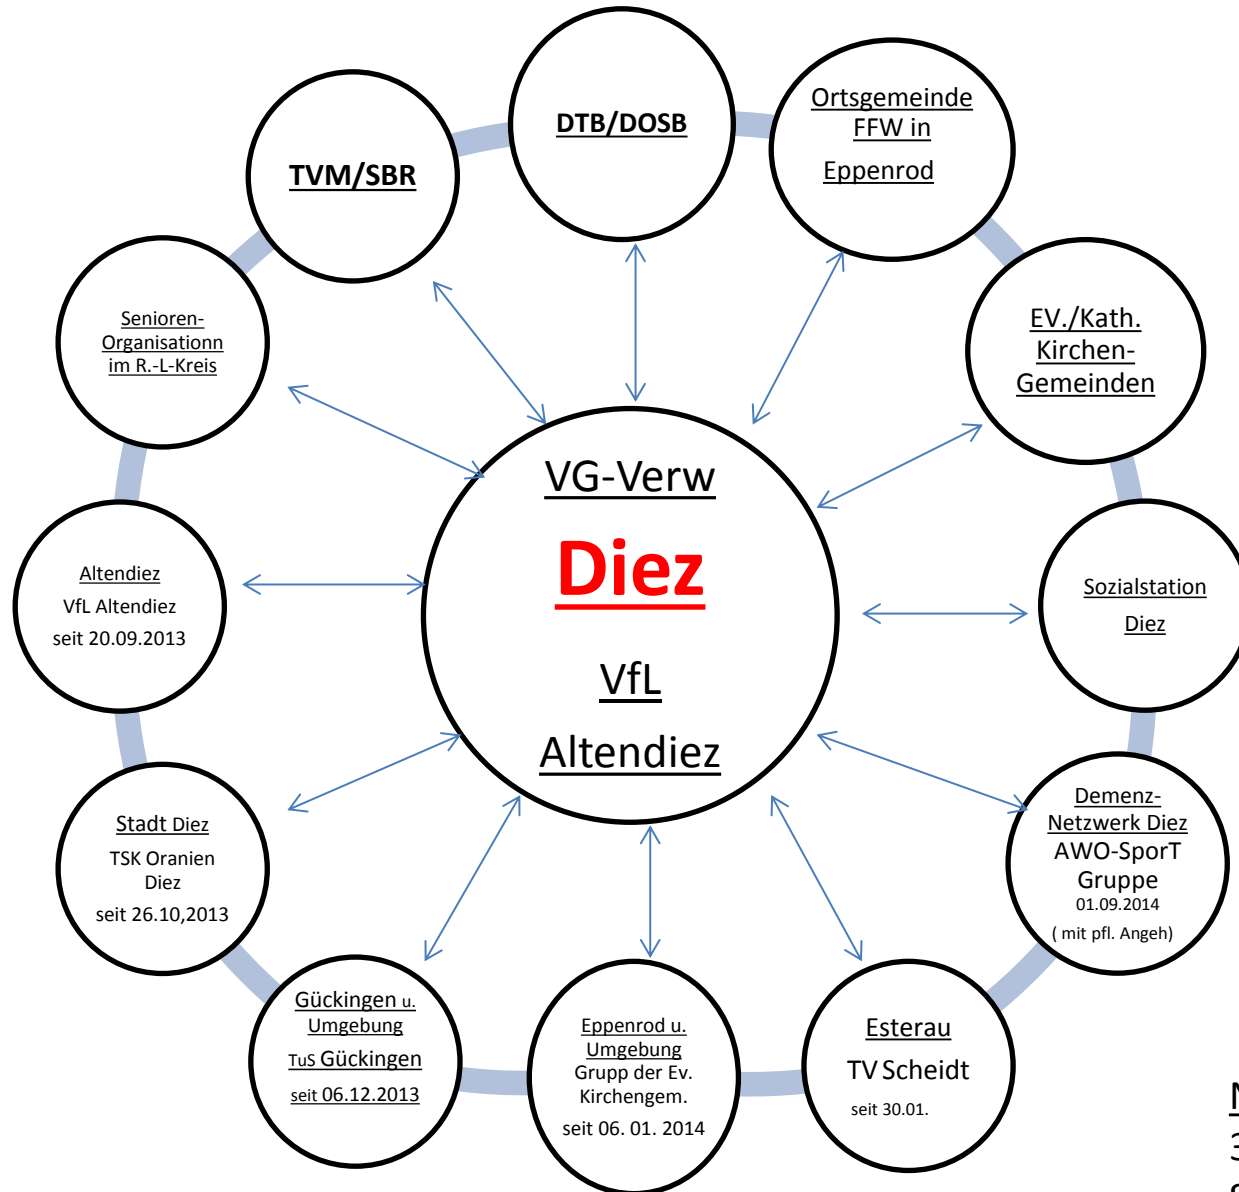 DTB/DOSB
Ortsgemeinde
FFW in
Eppenrod
TVM/SBR
EV./Kath.
Kirchen-
Gemeinden
Senioren-
Organisationn
im R.-L-Kreis
VG-Verw
Diez
VfL
Altendiez
Altendiez
VfL Altendiez
seit 20.09.2013
Sozialstation
Diez
Stadt Diez
TSK Oranien
Diez
seit 26.10,2013
Demenz-
Netzwerk Diez
AWO-SporT
Gruppe
01.09.2014
( mit pfl. Angeh)
Gückingen u.
Umgebung
TuS Gückingen
seit 06.12.2013
Eppenrod u.
Umgebung
Grupp der Ev.
Kirchengem.
seit 06. 01. 2014
Esterau
TV Scheidt
seit 30.01.